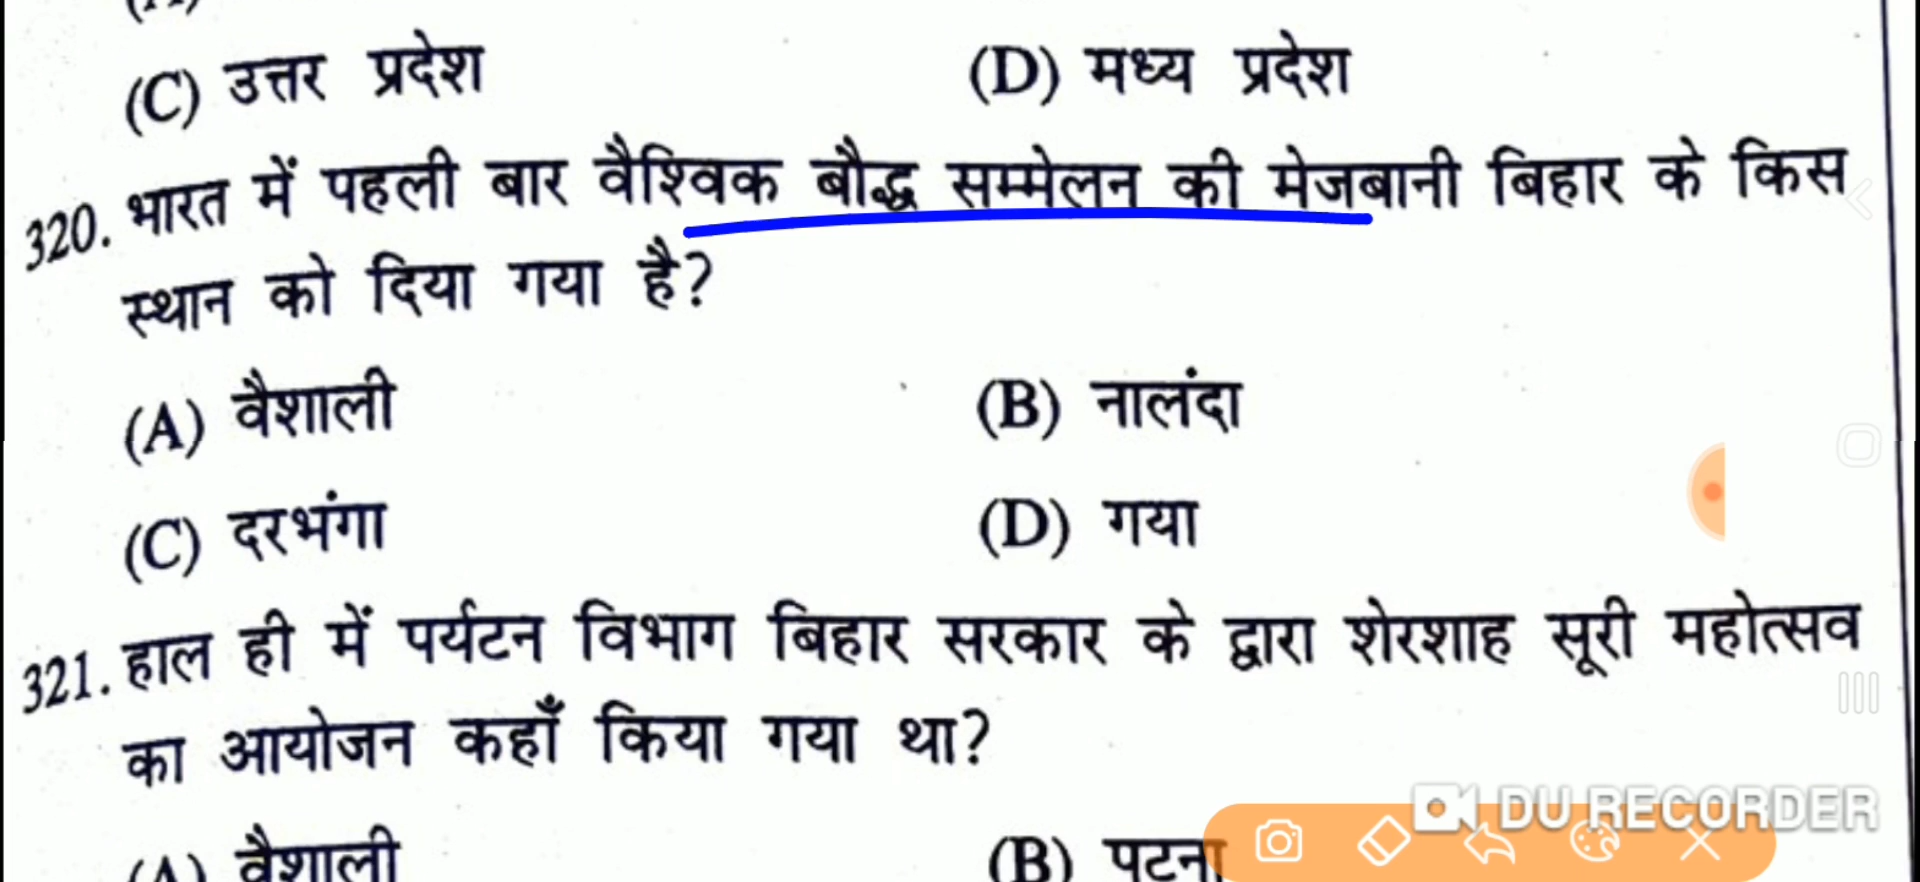 (C) उत्तर प्रदेश (D) मध्य प्रदेश
320. भारत में पहली बार वैश्विक बौद्ध सम्मेलन की मेजबानी बिहार के किस
स्थान को दिया गया है?
(A) वैशाली (B) नालंदा
(C) दरभंगा (D) गया
321. हाल ही में पर्यटन विभाग बिहार सरकार के द्वारा शेरशाह सूरी महोत्सव
का आयोजन कहाँ किया गया था?
DU RECORDER
(A) वैशाली (B) पटना